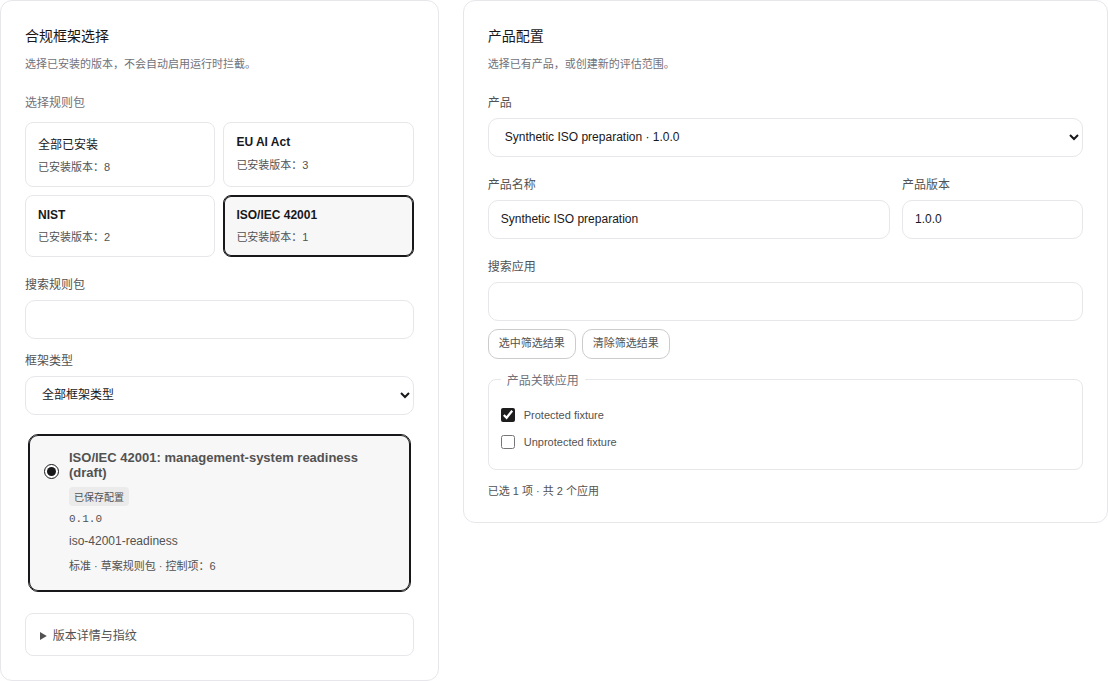 合规框架选择
选择已安装的版本，不会自动启用运行时拦截。
选择规则包
全部已安装
已安装版本：8
EU AI Act
已安装版本：3
NIST
已安装版本：2
ISO/IEC 42001
已安装版本：1
搜索规则包
框架类型
全部框架类型
ISO/IEC 42001: management-system readiness
(draft)
已保存配置
0.1.0
iso-42001-readiness
标准 · 草案规则包 · 控制项：6
版本详情与指纹
产品配置
选择已有产品，或创建新的评估范围。
产品
Synthetic ISO preparation · 1.0.0
产品名称
产品版本
Synthetic ISO preparation
1.0.0
搜索应用
选中筛选结果
清除筛选结果
产品关联应用
Protected fixture
Unprotected fixture
已选 1 项 · 共 2 个应用